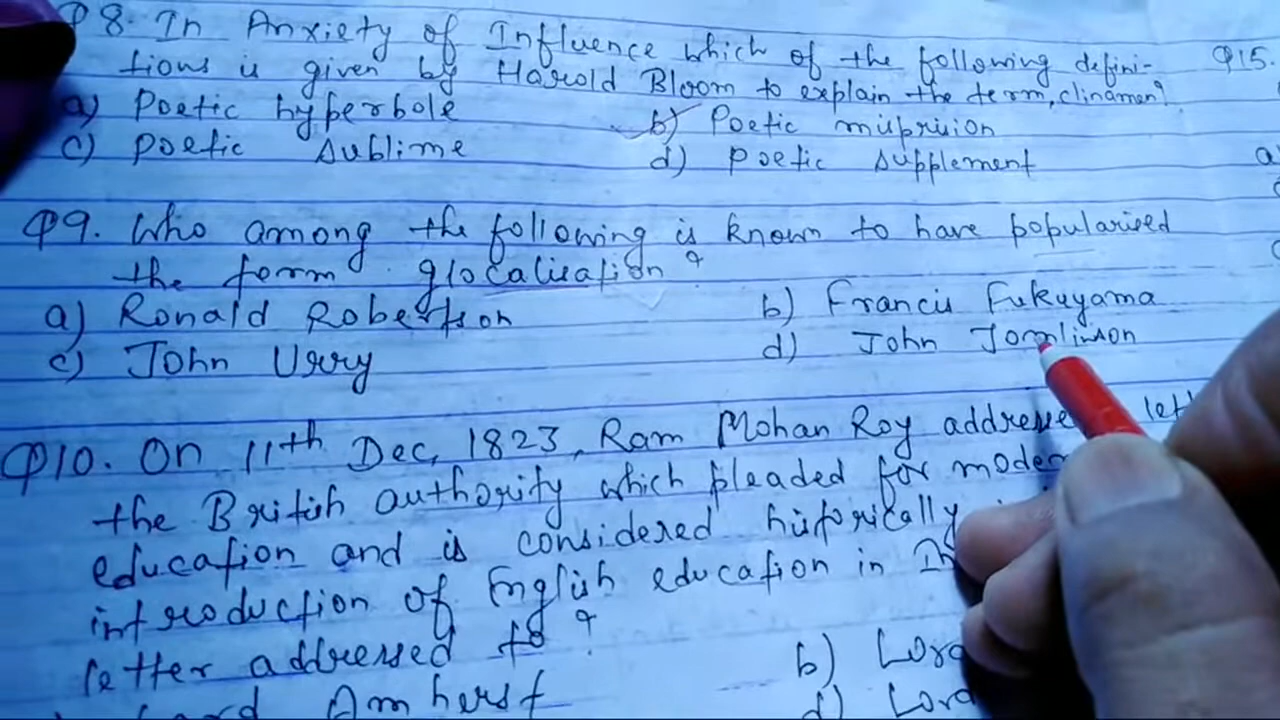 Q8. In Anxiety of Influence which of the following defini-
tions is given by Harold Bloom to explain the term, clinamen?
a) Poetic hyperbole b) Poetic misprision
c) Poetic Sublime d) Poetic Supplement
Q9. Who among the following is known to have popularised
the form glocalisation?
a) Ronald Robertson b) Francis Fukuyama
c) John Urry d) John Jomlinson
Q10. On 11th Dec, 1823, Ram Mohan Roy addresse
the British authority which pleaded for moder
education and is considered historically
introduction of English education in In
letter addressed to?
Amherst b) Lord
d) Lord
Q15.